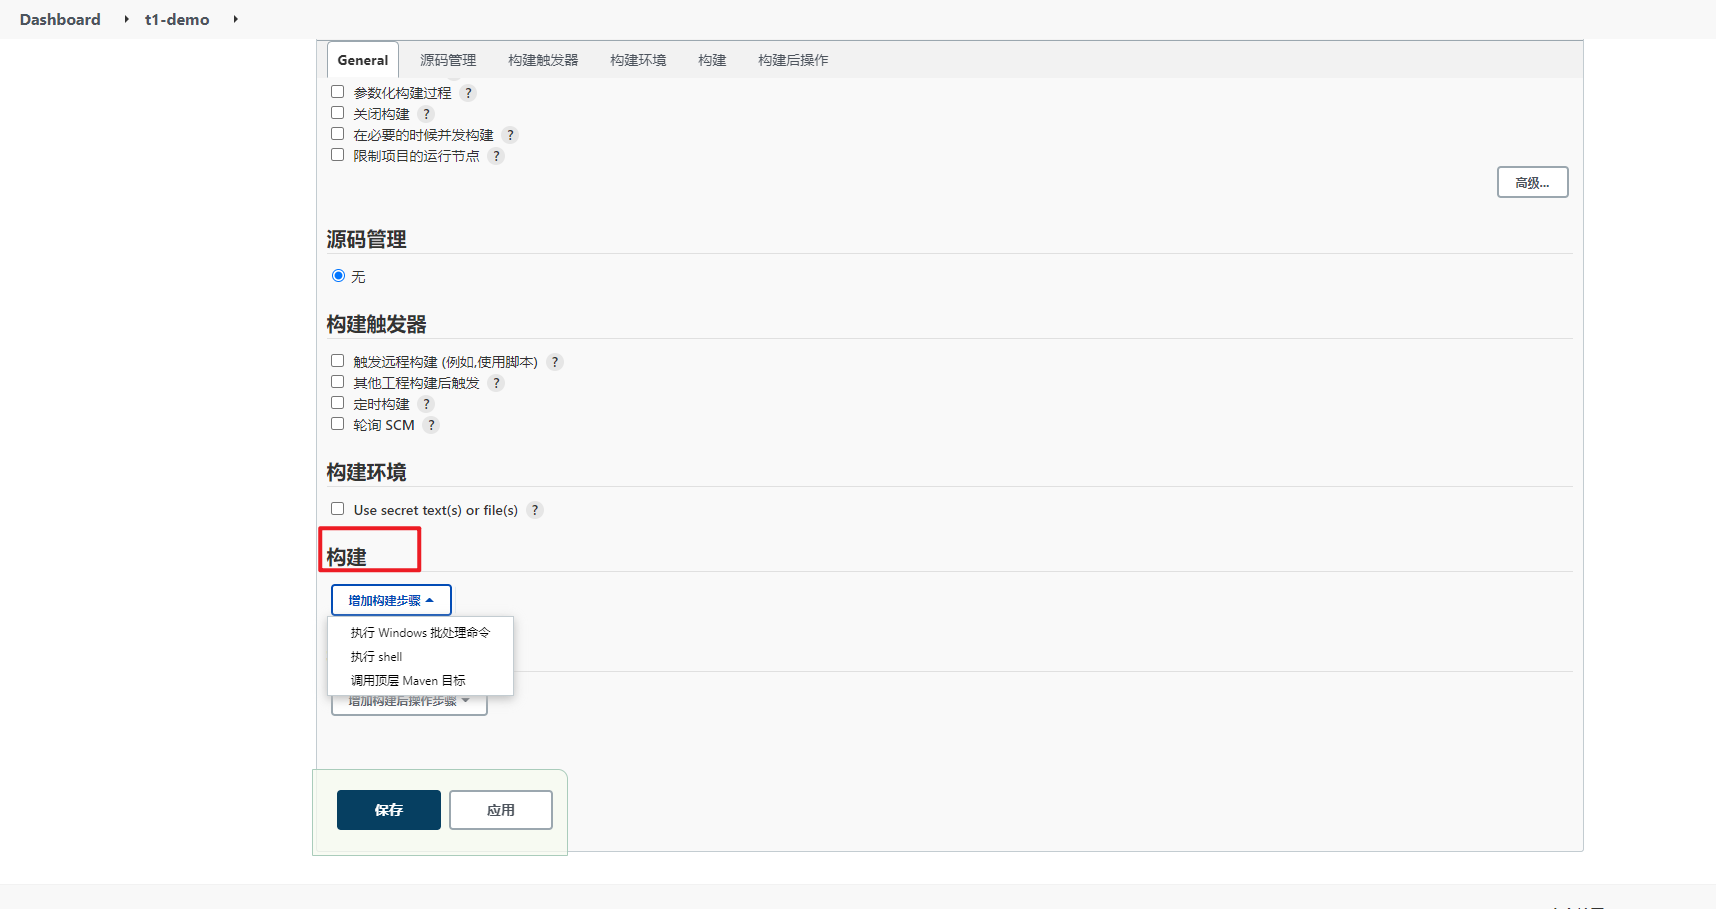 Dashboard t1-demo
General 源码管理 构建触发器 构建环境 构建 构建后操作
参数化构建过程 ?
关闭构建 ?
在必要的时候并发构建 ?
限制项目的运行节点 ?
高级...
源码管理
无
构建触发器
触发远程构建 (例如,使用脚本) ?
其他工程构建后触发 ?
定时构建 ?
轮询 SCM ?
构建环境
Use secret text(s) or file(s) ?
构建
增加构建步骤
执行 Windows 批处理命令
执行 shell
调用顶层 Maven 目标
增加构建后操作步骤
保存 应用